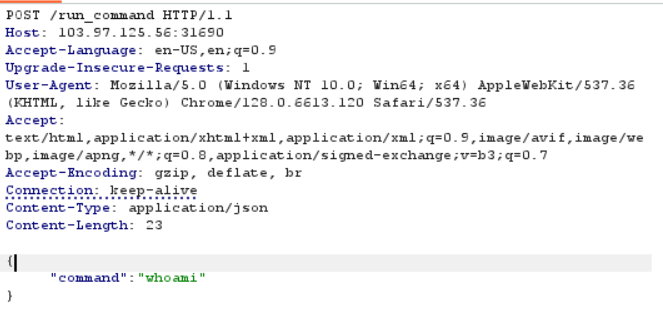 POST /run_command HTTP/1.1
Host: 103.97.125.56:31690
Accept-Language: en-US,en;q=0.9
Upgrade-Insecure-Requests: 1
User-Agent: Mozilla/5.0 (Windows NT 10.0; Win64; x64) AppleWebKit/537.36
(KHTML, like Gecko) Chrome/128.0.6613.120 Safari/537.36
Accept:
text/html,application/xhtml+xml,application/xml;q=0.9,image/avif,image/we
bp,image/apng,*/*;q=0.8,application/signed-exchange;v=b3;q=0.7
Accept-Encoding: gzip, deflate, br
Connection: keep-alive
Content-Type: application/json
Content-Length: 23

{
"command":"whoami"
}